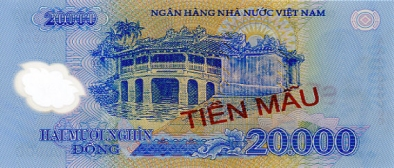 20000
NGÂN HÀNG NHÀ NƯỚC VIỆT NAM
TIỀN MẪU
HAI MƯƠI NGHÌN
ĐỒNG
20000